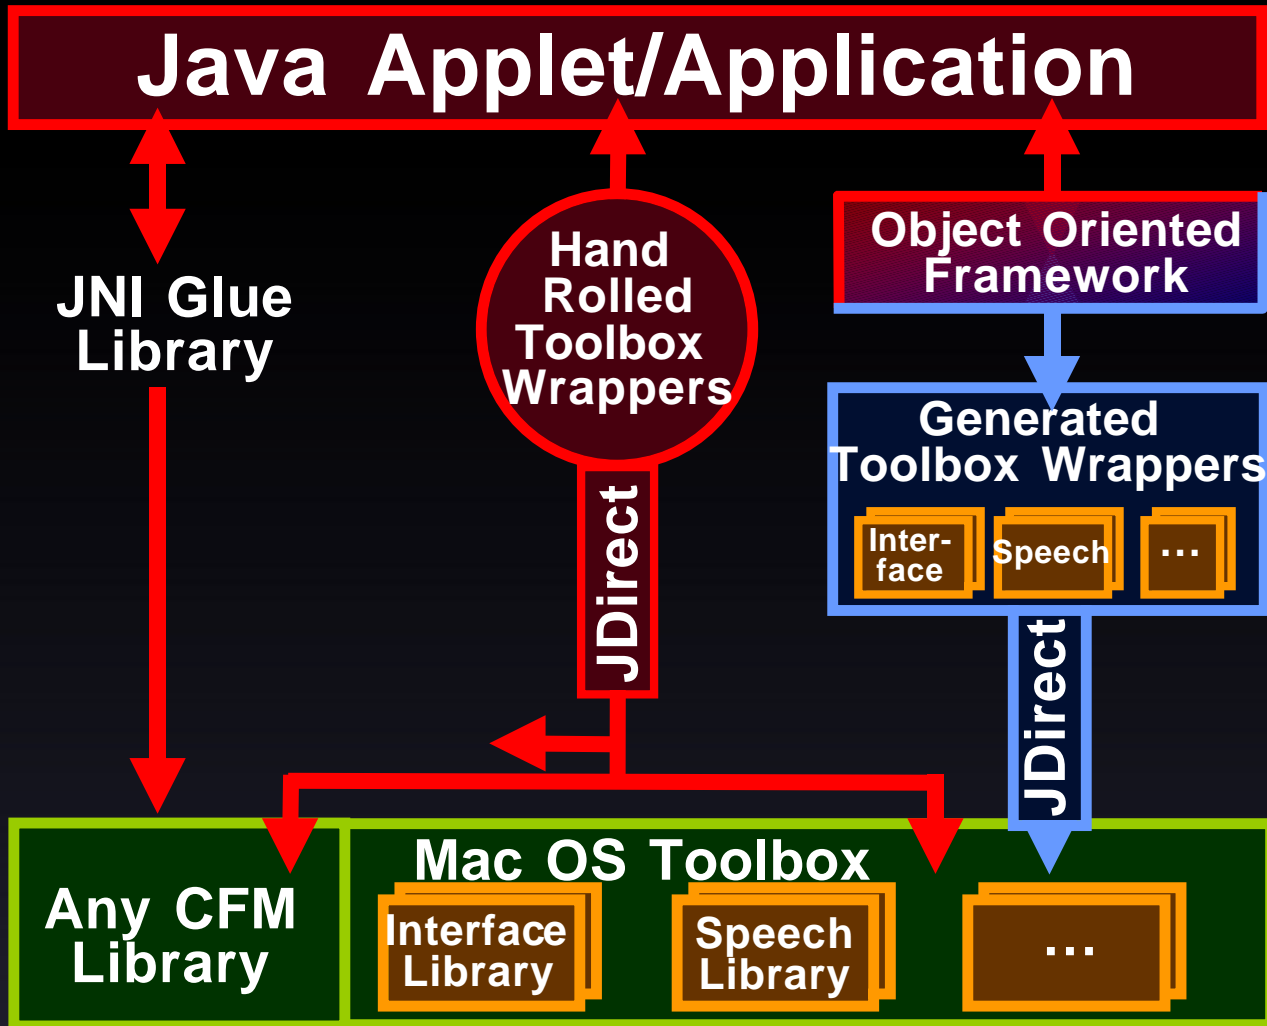 Java Applet/Application
JNI Glue
Library
Hand
Rolled
Toolbox
Wrappers
JDirect
Object Oriented
Framework
Generated
Toolbox Wrappers
Inter-
face
Speech
...
JDirect
Any CFM
Library
Mac OS Toolbox
Interface
Library
Speech
Library
...